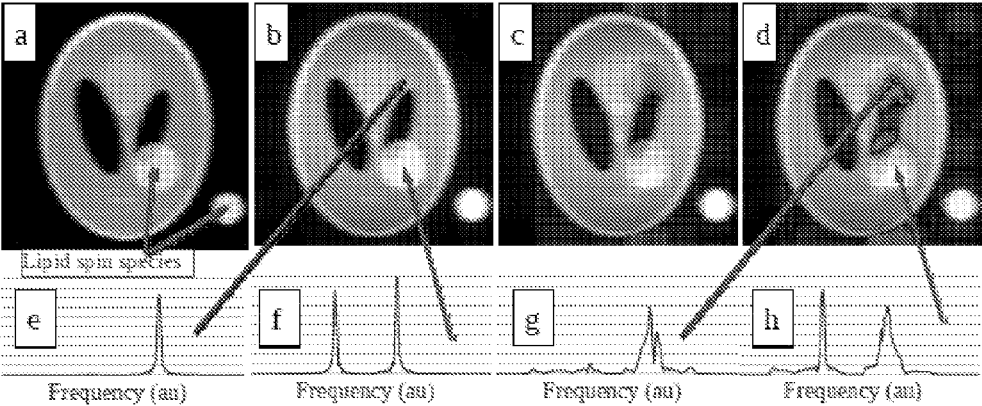 a b c d
Lipid spin species
e f g h
Frequency (au) Frequency (au) Frequency (au) Frequency (au)